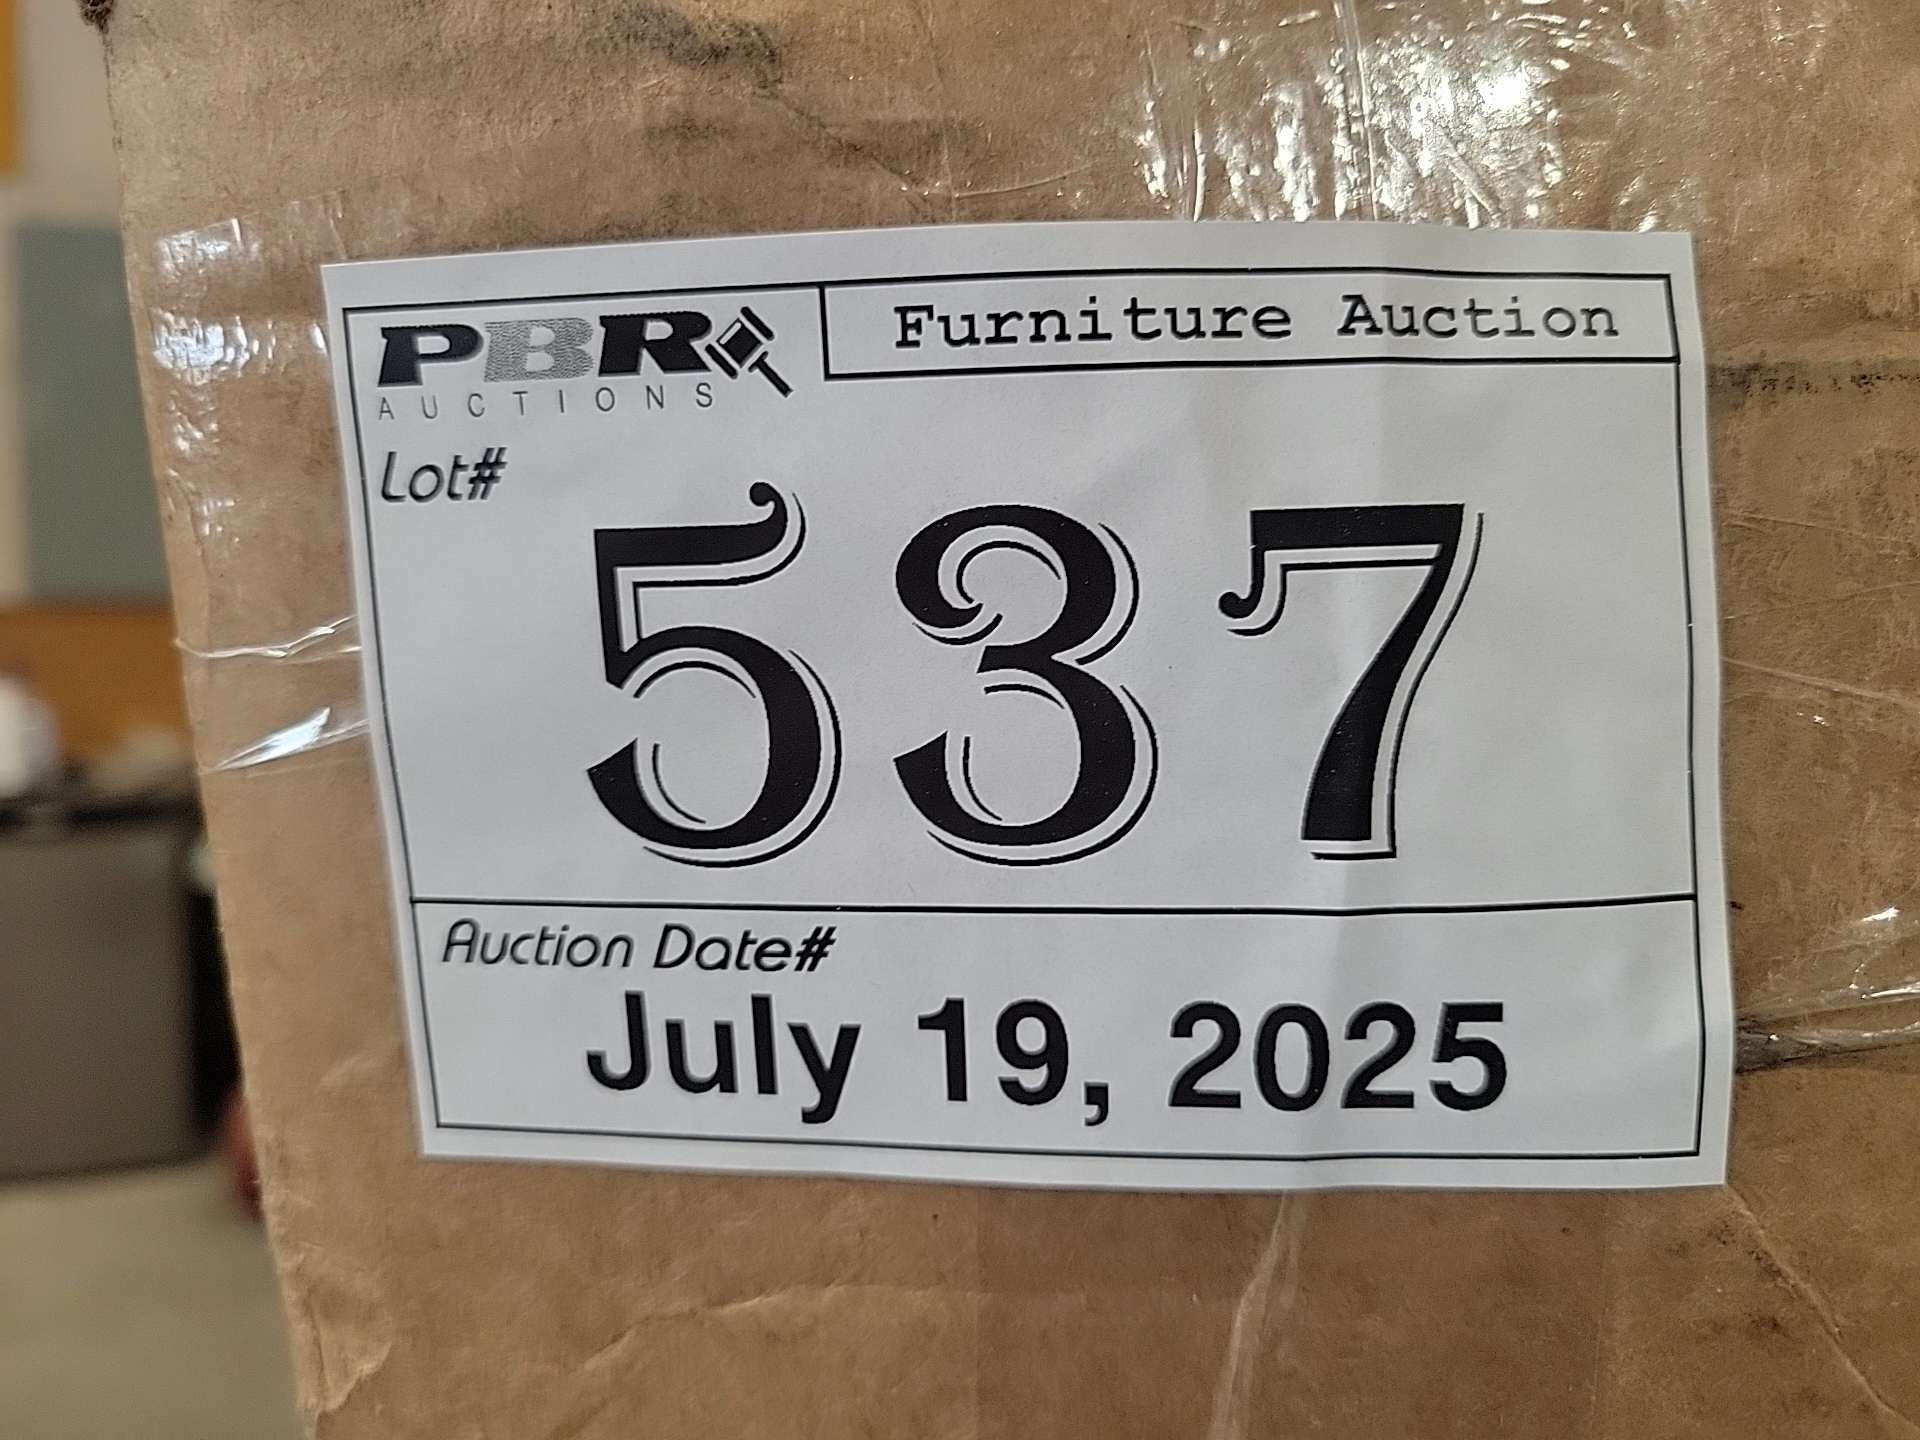 PBR
AUCTIONS
Furniture Auction
Lot#
537
Auction Date#
July 19, 2025